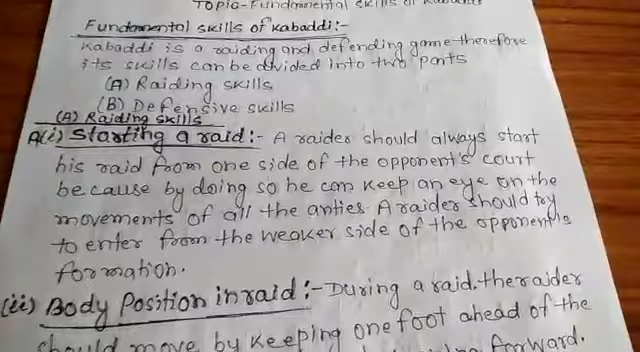 TOPIC-Fundamental skills of kabaddi
Fundamental skills of kabaddi:-
Kabaddi is a raiding and defending game therefore
its skills can be divided into two parts
(A) Raiding skills
(B) Defensive skills
(A) Raiding skills
A(i) Starting a raid:- A raider should always start
his raid from one side of the opponent's court
because by doing so he can keep an eye on the
movements of all the anties. A raider should try
to enter from the weaker side of the opponent's
formation.
(ii) Body Position in raid:- During a raid. the raider
should move by keeping one foot ahead of the
forward.